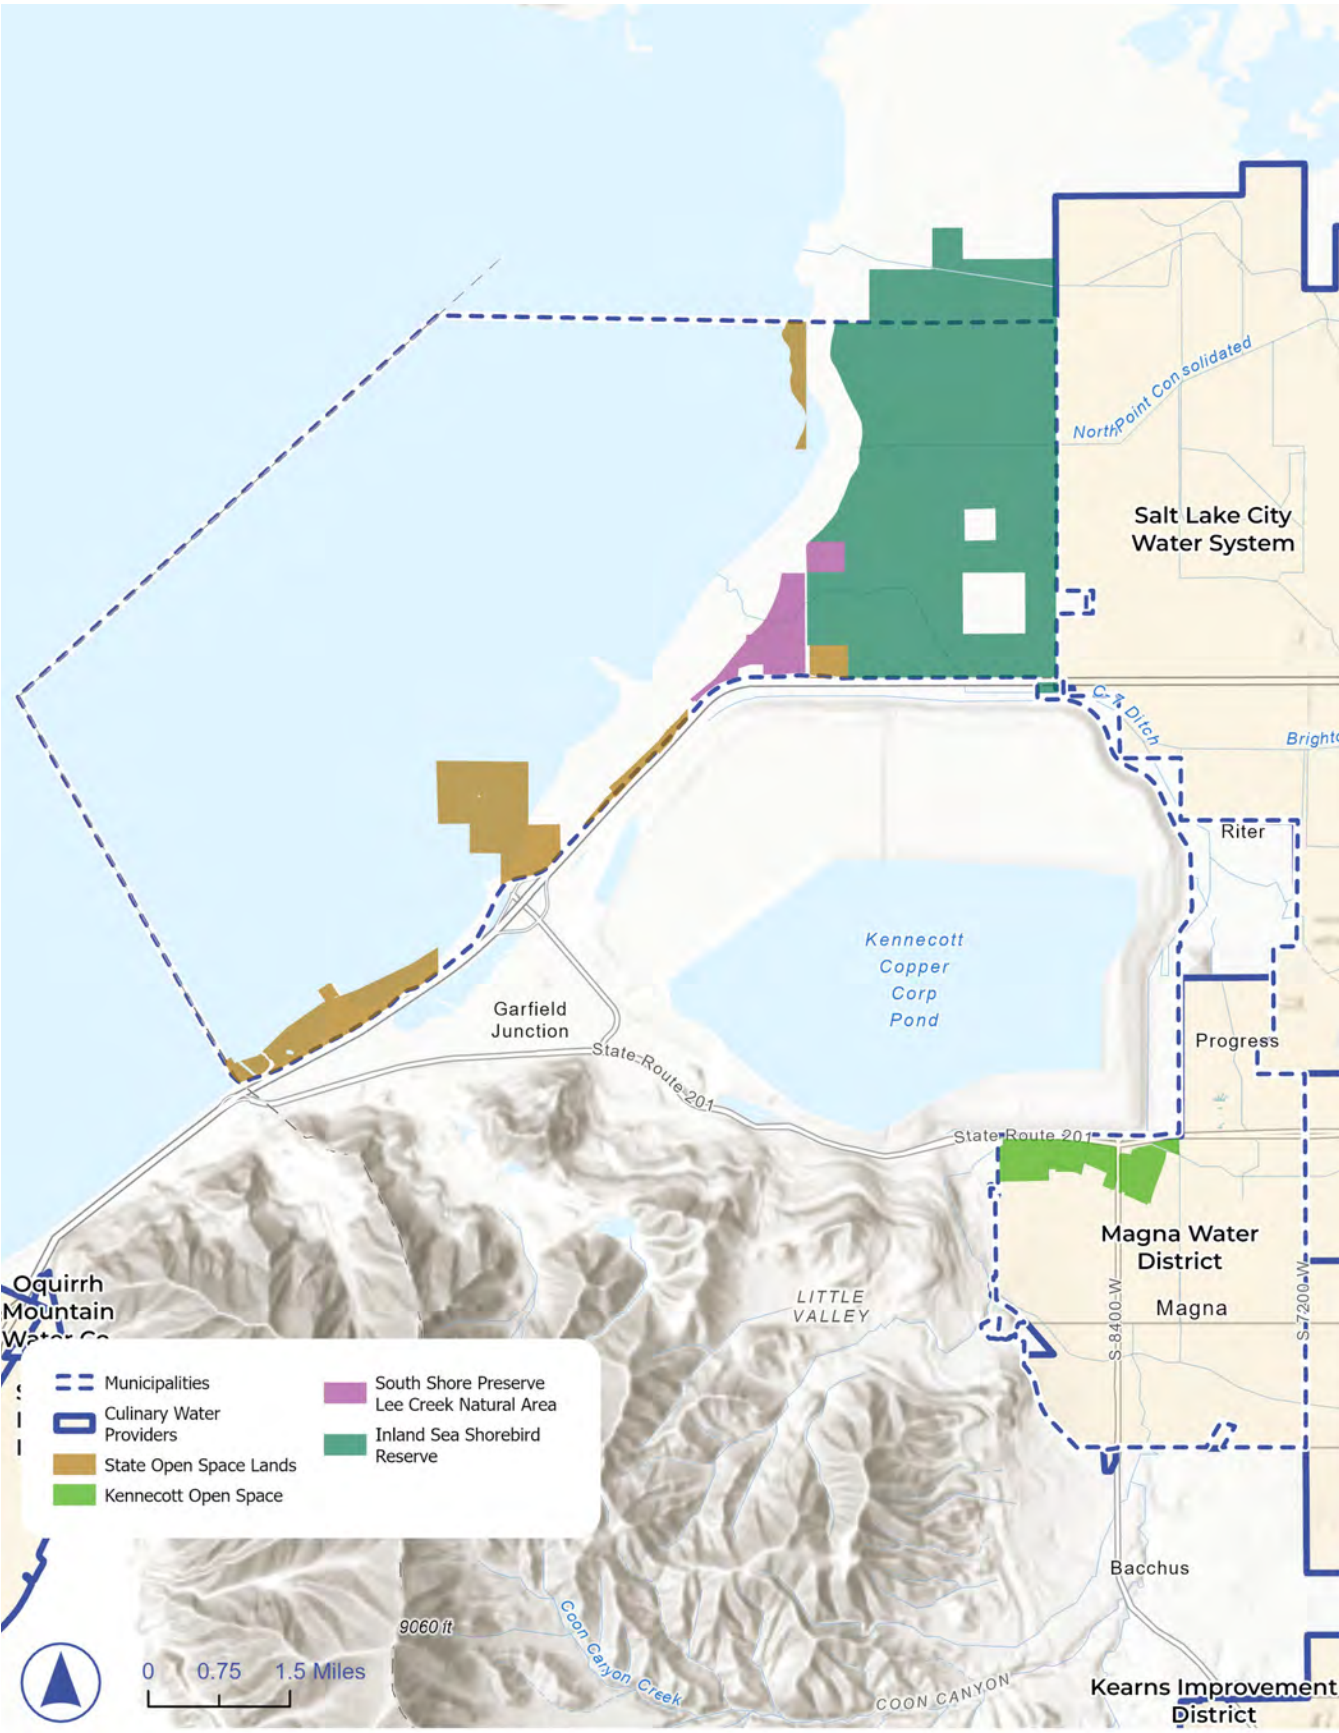 North Point Consolidated
Salt Lake City
Water System
C-7 Ditch
Brighto
Riter
Kennecott
Copper
Corp
Pond
Garfield
Junction
Progress
State Route 201
State Route 201
Magna Water
District
Magna
S 8400 W
S 7200 W
LITTLE
VALLEY
Oquirrh
Mountain
Water Co
Municipalities
Culinary Water
Providers
State Open Space Lands
Kennecott Open Space
South Shore Preserve
Lee Creek Natural Area
Inland Sea Shorebird
Reserve
Bacchus
9060 ft
Coon Canyon Creek
COON CANYON
0 0.75 1.5 Miles
Kearns Improvement
District